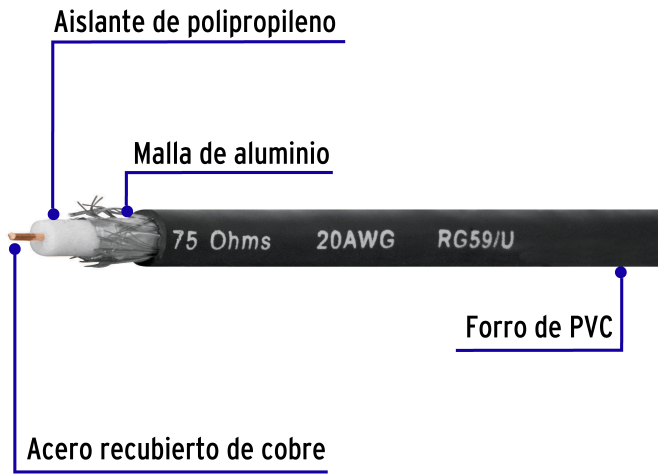 Aislante de polipropileno
Malla de aluminio
75 Ohms 20AWG RG59/U
Forro de PVC
Acero recubierto de cobre